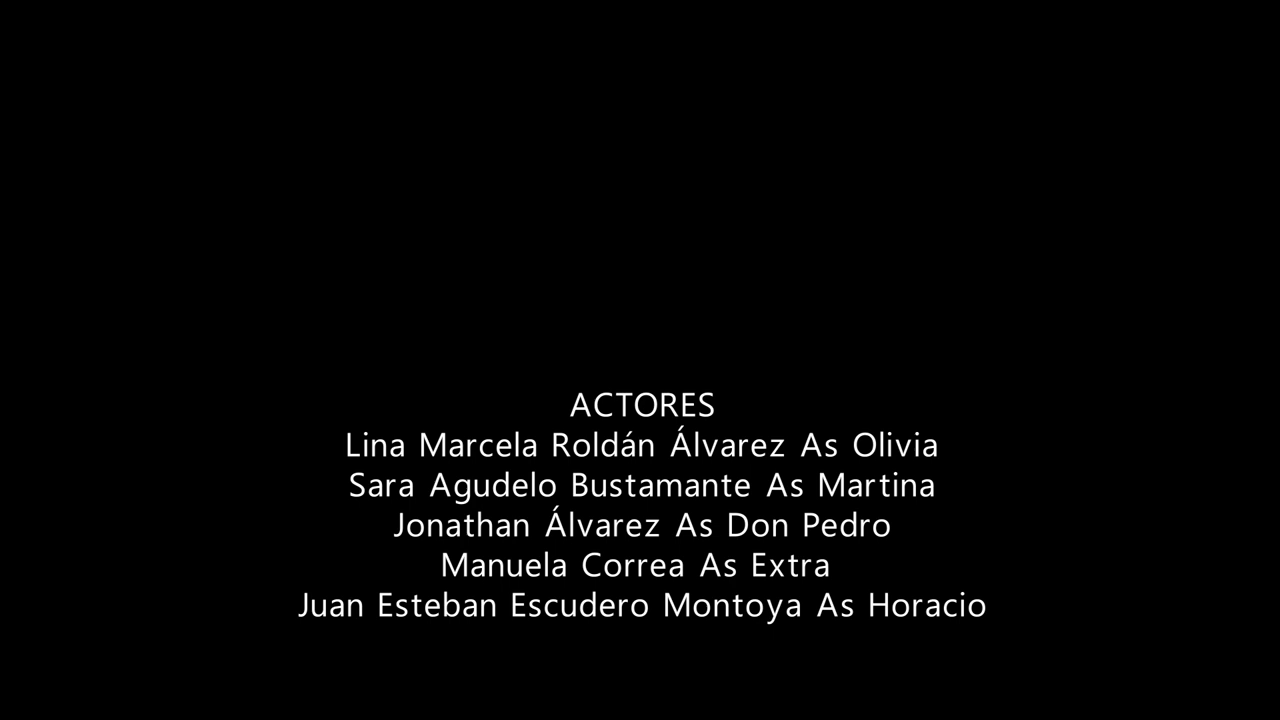 ACTORES
Lina Marcela Roldán Álvarez As Olivia
Sara Agudelo Bustamante As Martina
Jonathan Álvarez As Don Pedro
Manuela Correa As Extra
Juan Esteban Escudero Montoya As Horacio